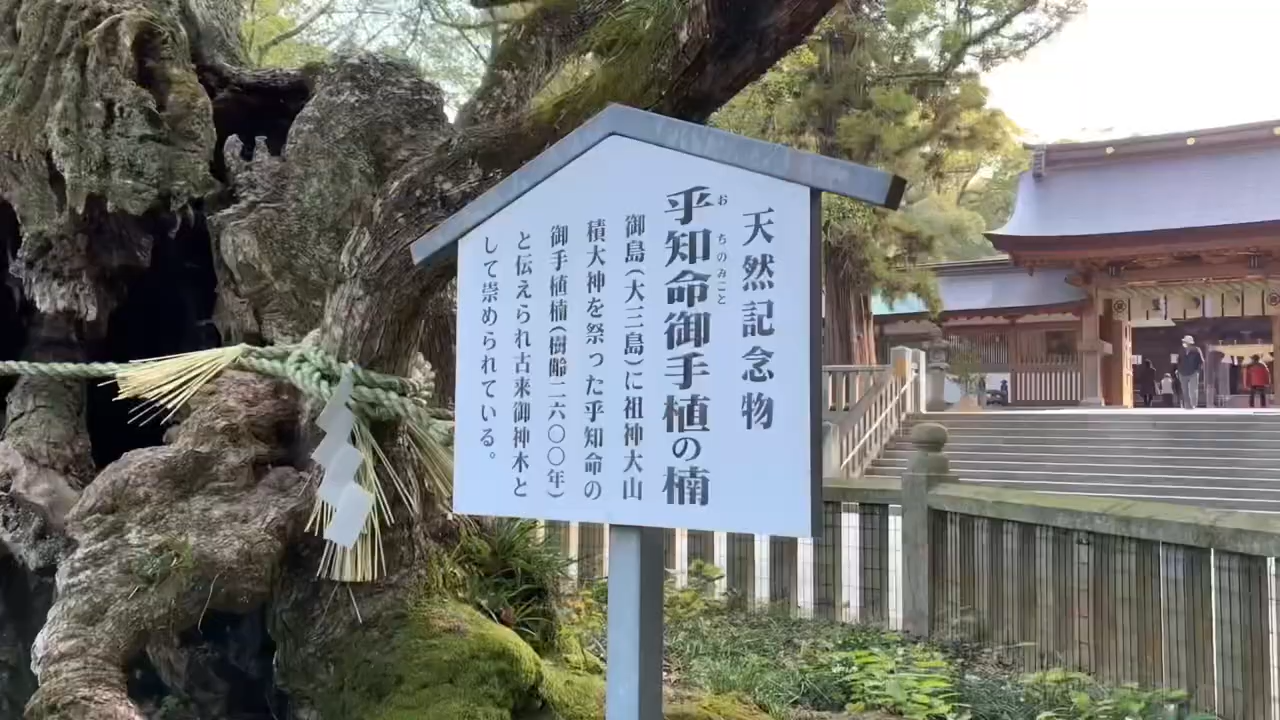 天然記念物
乎知命御手植の楠
お ちのみこと
御島(大三島)に祖神大山
積大神を祭った乎知命の
御手植楠(樹齢二六〇〇年)
と伝えられ古来御神木と
して崇められている。